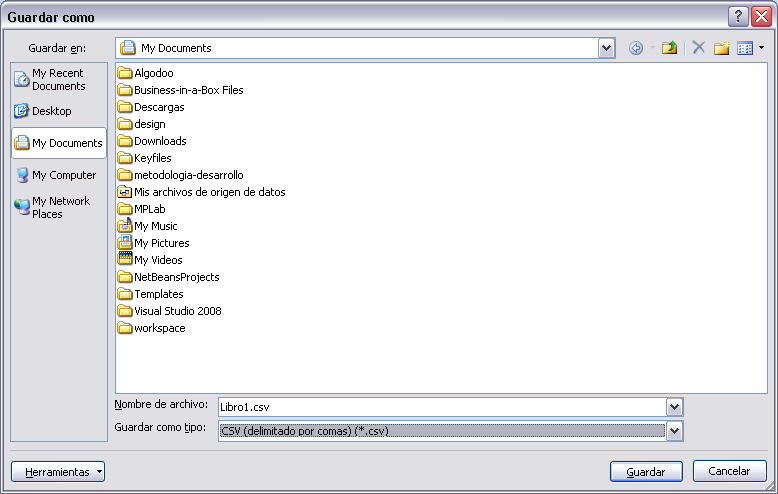 Guardar como
Guardar en:
My Documents
My Recent
Documents
Desktop
My Documents
My Computer
My Network
Places
Algodoo
Business-in-a-Box Files
Descargas
design
Downloads
Keyfiles
metodologia-desarrollo
Mis archivos de origen de datos
MPLab
My Music
My Pictures
My Videos
NetBeansProjects
Templates
Visual Studio 2008
workspace
Nombre de archivo:
Libro1.csv
Guardar como tipo:
CSV (delimitado por comas) (*.csv)
Herramientas
Guardar
Cancelar